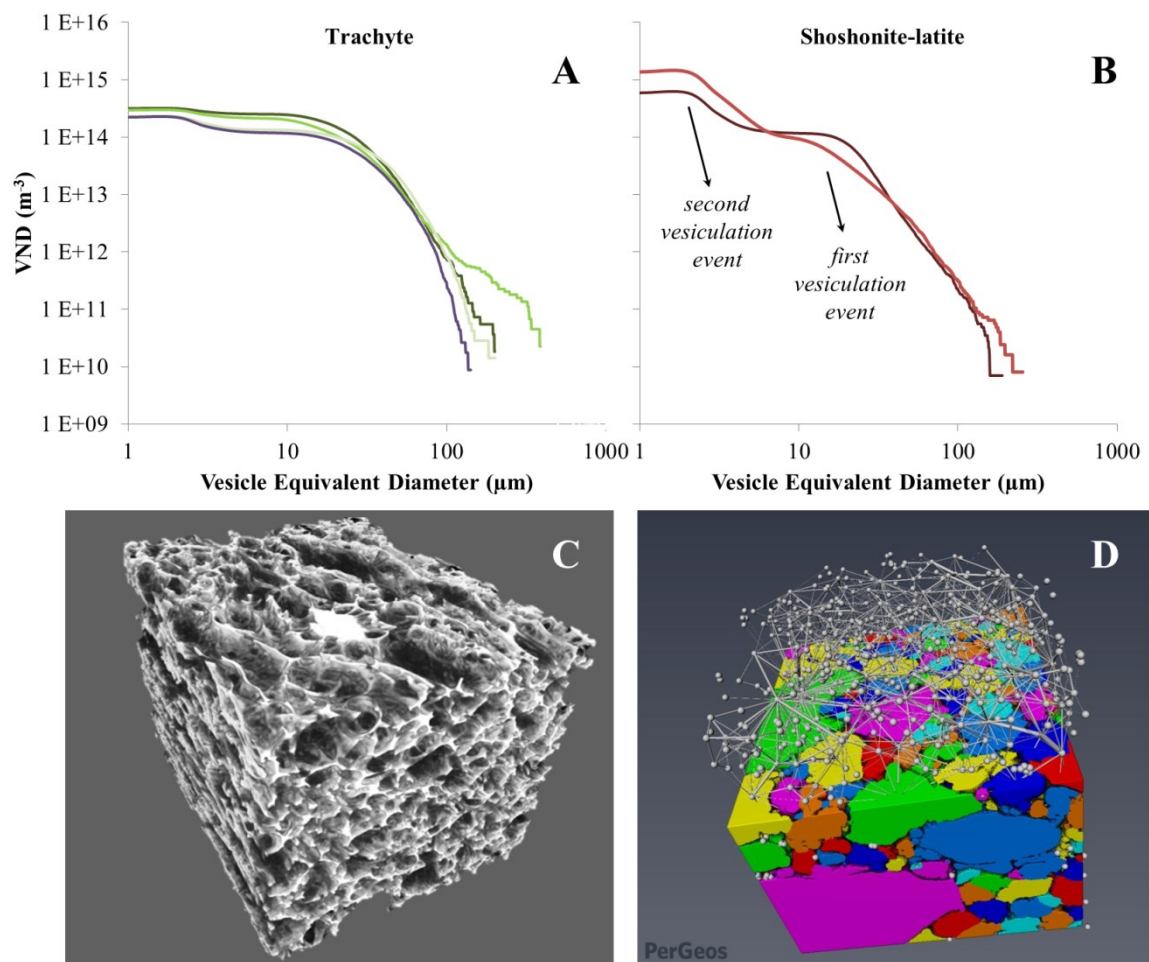 Trachyte
A
1 E+16
1 E+15
1 E+14
1 E+13
1 E+12
1 E+11
1 E+10
1 E+09
VND (m⁻³)
1
10
100
1000
Vesicle Equivalent Diameter (μm)
Shoshonite-latite
B
second
vesiculation
event
first
vesiculation
event
1
10
100
1000
Vesicle Equivalent Diameter (μm)
C
D
PerGeos